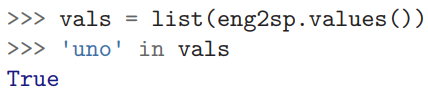 >>> vals = list(eng2sp.values())
>>> 'uno' in vals
True